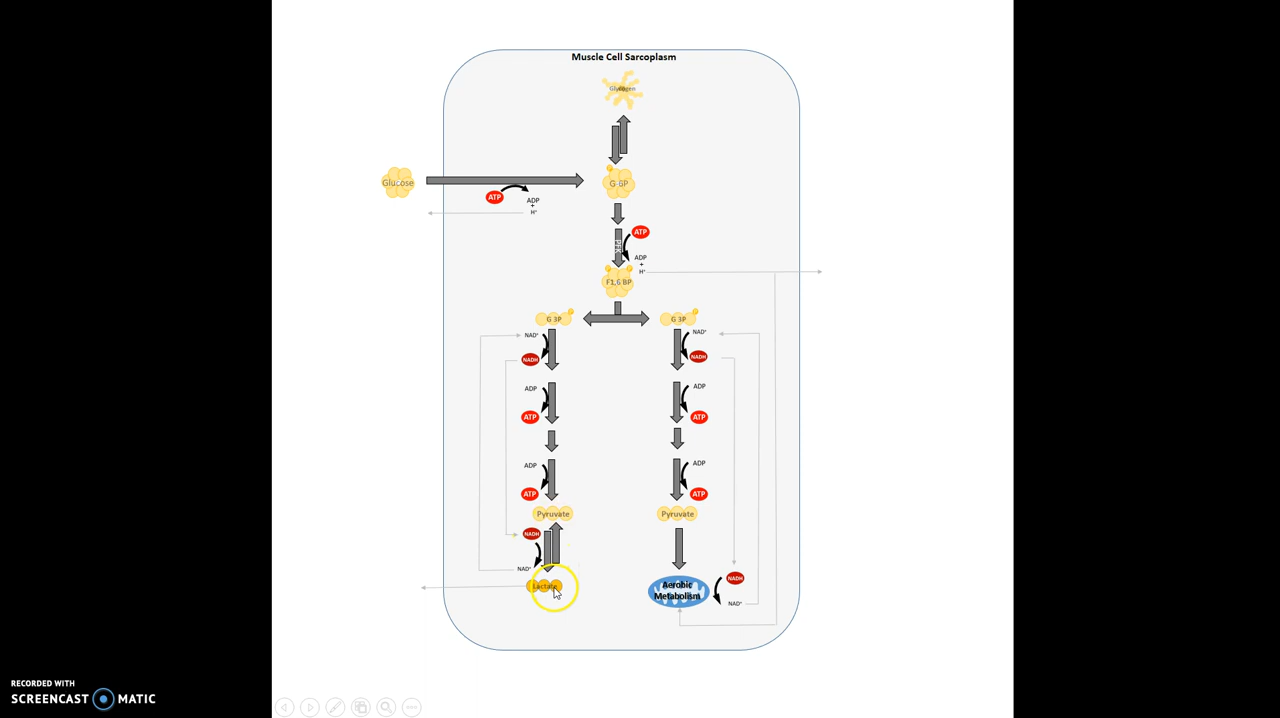 Muscle Cell Sarcoplasm
Glycogen
Glucose
G-6P
ATP
ADP
+
H⁺
ATP
ADP
+
H⁺
F1,6 BP
G 3P
G 3P
NAD⁺
NAD⁺
NADH
NADH
ADP
ADP
ATP
ATP
ADP
ADP
ATP
ATP
Pyruvate
Pyruvate
NADH
NAD⁺
Lactate
Aerobic
Metabolism
NADH
NAD⁺
RECORDED WITH
SCREENCAST MATIC